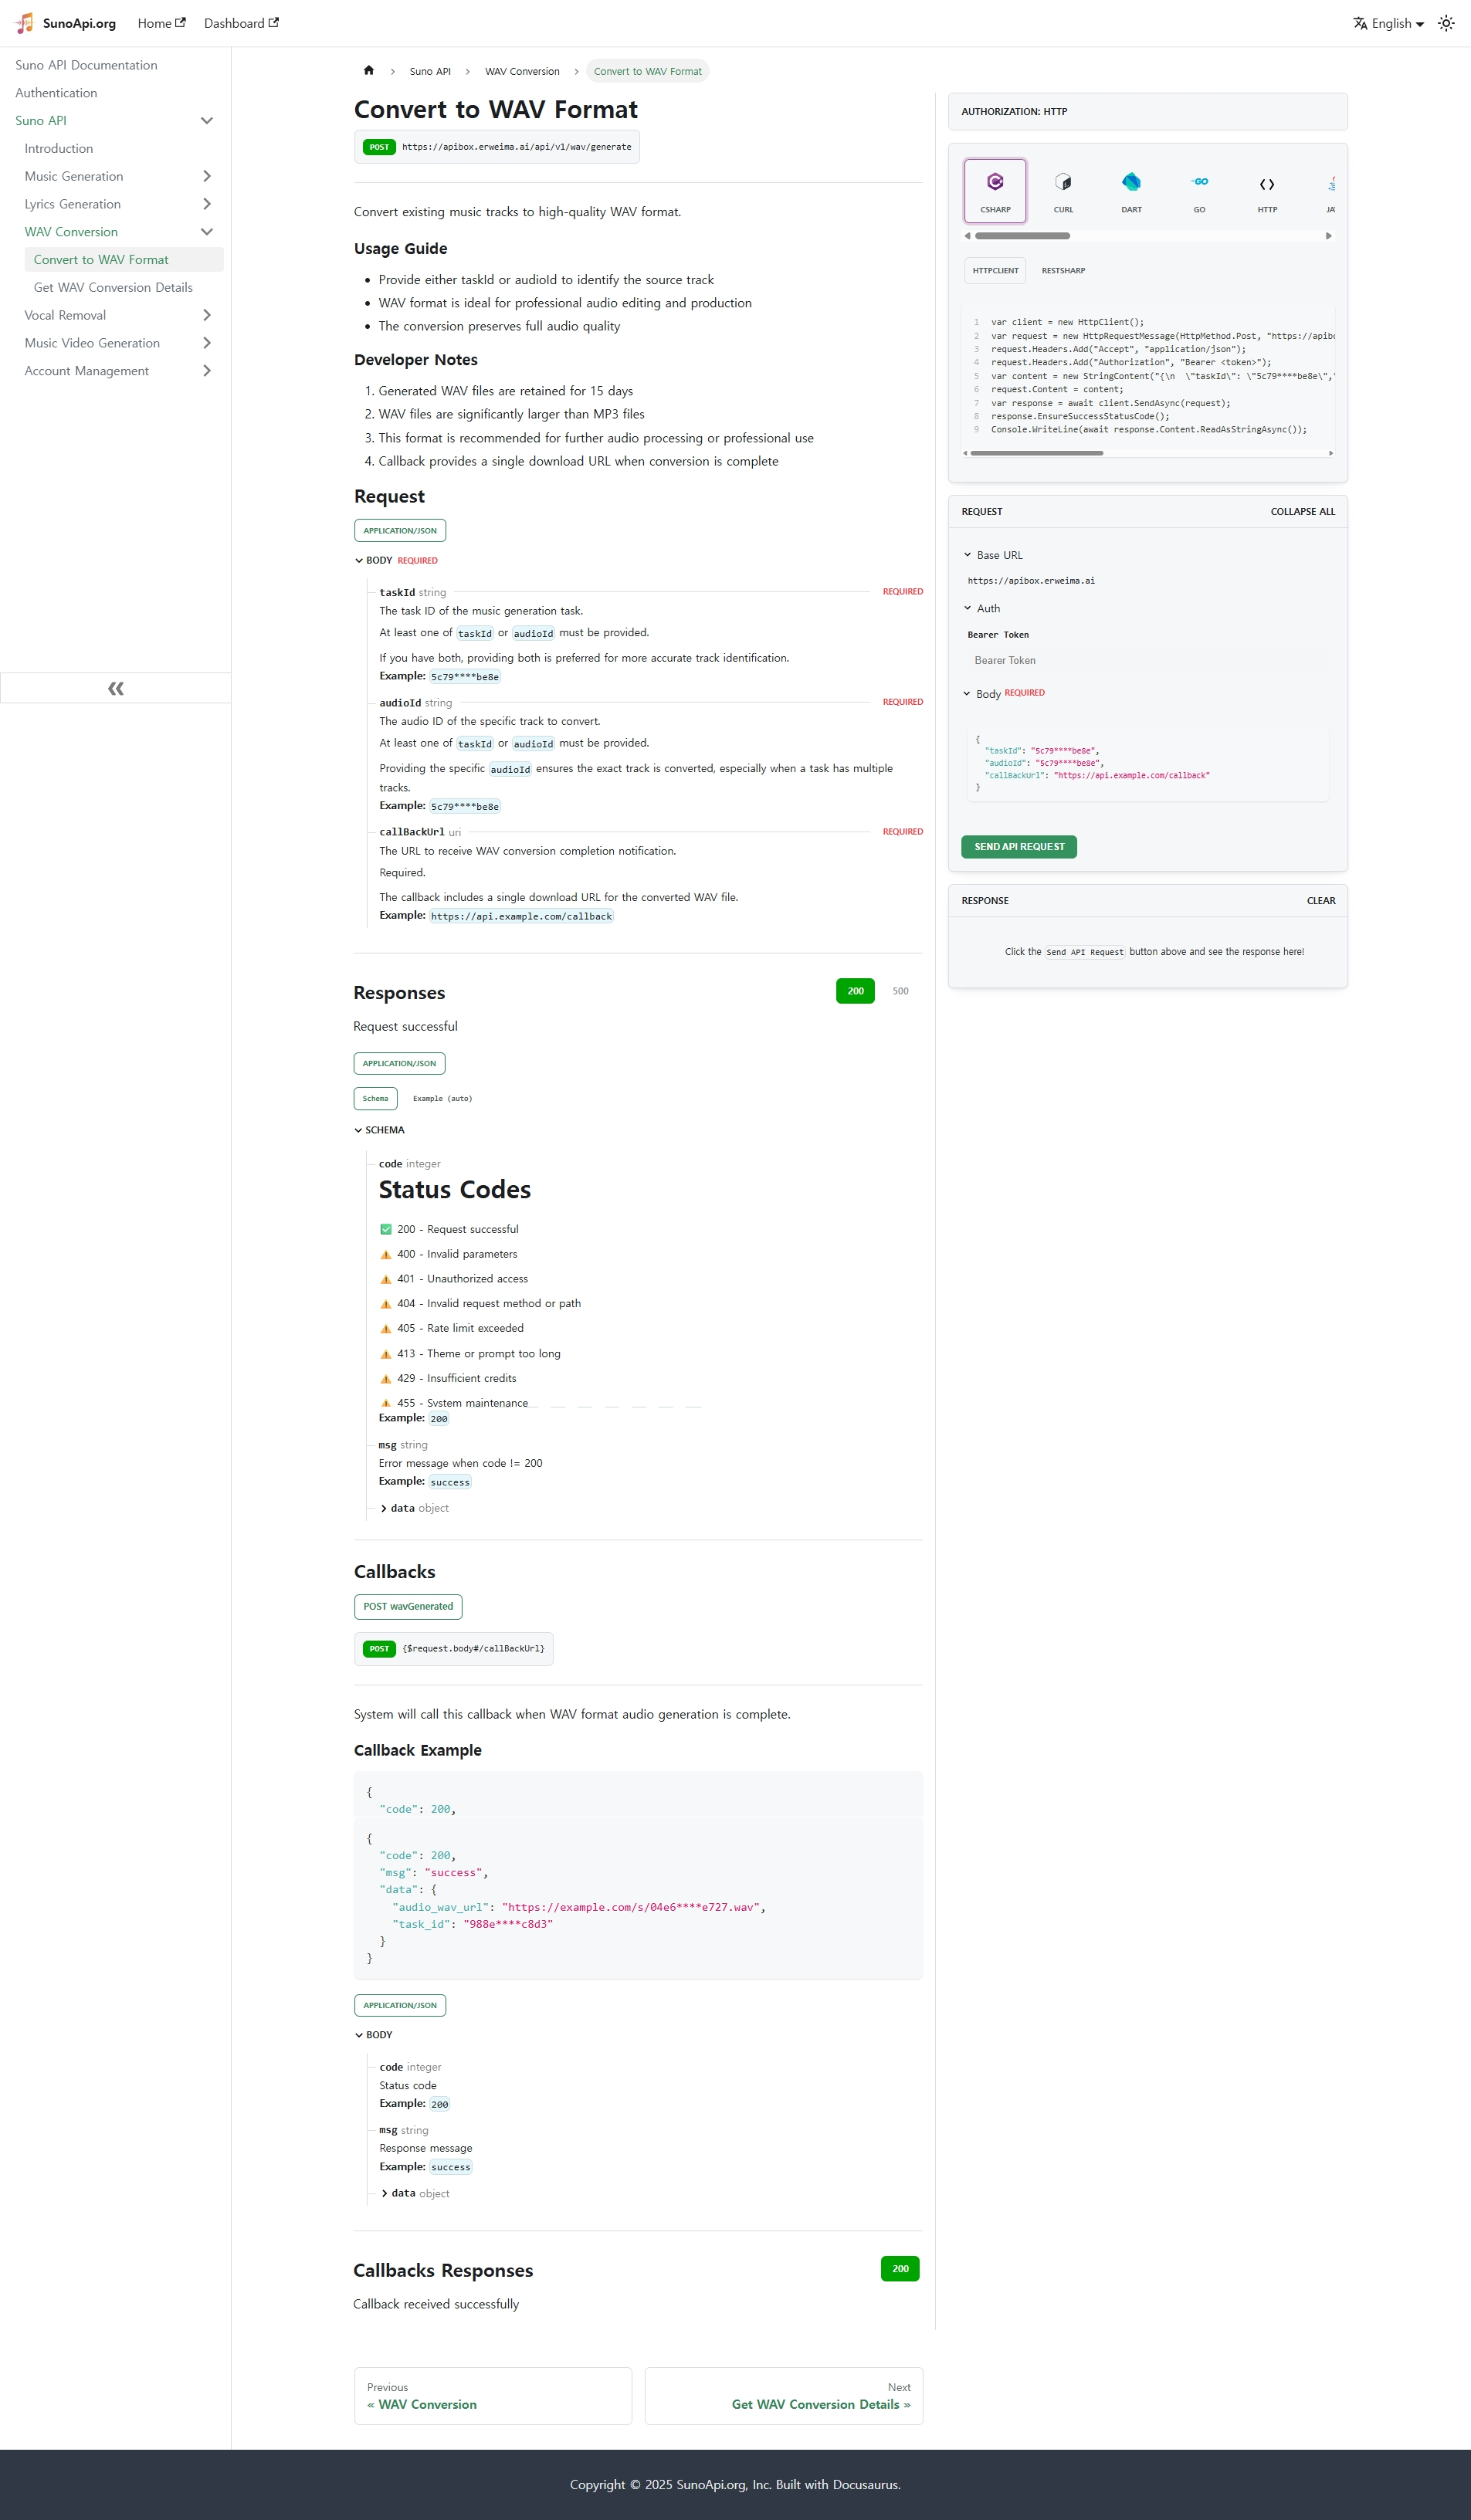 SunoApi.org
Home
Dashboard
English
Suno API Documentation
Authentication
Suno API
Introduction
Music Generation
Lyrics Generation
WAV Conversion
Convert to WAV Format
Get WAV Conversion Details
Vocal Removal
Music Video Generation
Account Management
Suno API
WAV Conversion
Convert to WAV Format
Convert to WAV Format
POST https://apibox.erweima.ai/api/v1/wav/generate
Convert existing music tracks to high-quality WAV format.
Usage Guide
• Provide either taskId or audioId to identify the source track
• WAV format is ideal for professional audio editing and production
• The conversion preserves full audio quality
Developer Notes
1. Generated WAV files are retained for 15 days
2. WAV files are significantly larger than MP3 files
3. This format is recommended for further audio processing or professional use
4. Callback provides a single download URL when conversion is complete
Request
APPLICATION/JSON
BODY REQUIRED
taskId string REQUIRED
The task ID of the music generation task.
At least one of taskId or audioId must be provided.
If you have both, providing both is preferred for more accurate track identification.
Example: 5c79****be8e
audioId string REQUIRED
The audio ID of the specific track to convert.
At least one of taskId or audioId must be provided.
Providing the specific audioId ensures the exact track is converted, especially when a task has multiple
tracks.
Example: 5c79****be8e
callBackUrl uri REQUIRED
The URL to receive WAV conversion completion notification.
Required.
The callback includes a single download URL for the converted WAV file.
Example: https://api.example.com/callback
Responses
200 500
Request successful
APPLICATION/JSON
Schema Example (auto)
SCHEMA
code integer
Status Codes
✅ 200 - Request successful
⚠️ 400 - Invalid parameters
⚠️ 401 - Unauthorized access
⚠️ 404 - Invalid request method or path
⚠️ 405 - Rate limit exceeded
⚠️ 413 - Theme or prompt too long
⚠️ 429 - Insufficient credits
⚠️ 455 - System maintenance
Example: 200
msg string
Error message when code != 200
Example: success
data object
Callbacks
POST wavGenerated
POST {$request.body#/callBackUrl}
System will call this callback when WAV format audio generation is complete.
Callback Example
{
"code": 200,
{
"code": 200,
"msg": "success",
"data": {
"audio_wav_url": "https://example.com/s/04e6****e727.wav",
"task_id": "988e****c8d3"
}
}
APPLICATION/JSON
BODY
code integer
Status code
Example: 200
msg string
Response message
Example: success
data object
Callbacks Responses
200
Callback received successfully
Previous
« WAV Conversion
Next
Get WAV Conversion Details »
AUTHORIZATION: HTTP
CSHARP CURL DART GO HTTP
HTTPCLIENT RESTSHARP
1 var client = new HttpClient();
2 var request = new HttpRequestMessage(HttpMethod.Post, "https://apibo
3 request.Headers.Add("Accept", "application/json");
4 request.Headers.Add("Authorization", "Bearer <token>");
5 var content = new StringContent("{\n  \"taskId\": \"5c79****be8e\",
6 request.Content = content;
7 var response = await client.SendAsync(request);
8 response.EnsureSuccessStatusCode();
9 Console.WriteLine(await response.Content.ReadAsStringAsync());
REQUEST COLLAPSE ALL
Base URL
https://apibox.erweima.ai
Auth
Bearer Token
Bearer Token
Body REQUIRED
{
"taskId": "5c79****be8e",
"audioId": "5c79****be8e",
"callBackUrl": "https://api.example.com/callback"
}
SEND API REQUEST
RESPONSE CLEAR
Click the Send API Request button above and see the response here!
Copyright © 2025 SunoApi.org, Inc. Built with Docusaurus.